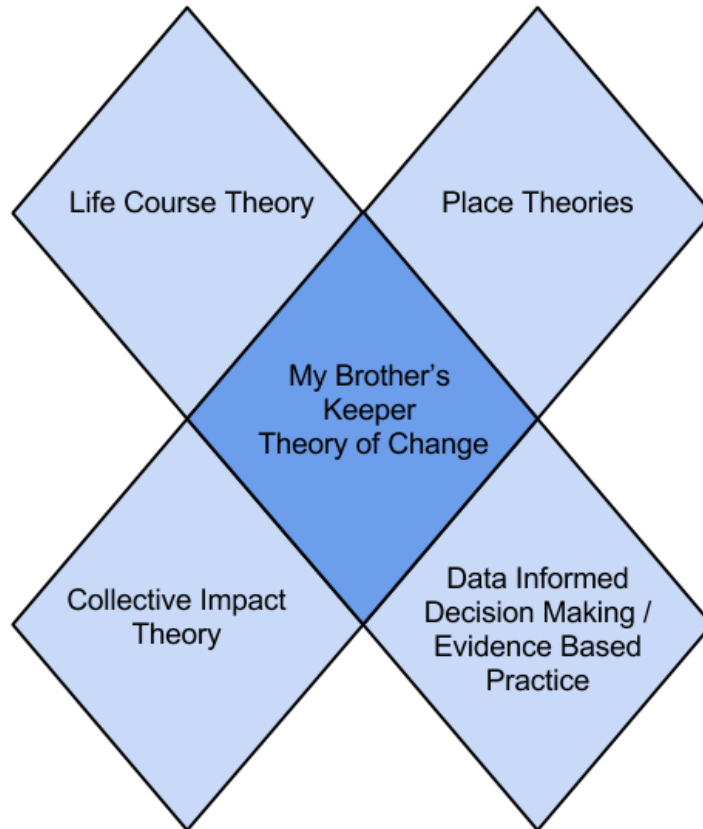 Life Course Theory
Place Theories
My Brother’s
Keeper
Theory of Change
Collective Impact
Theory
Data Informed
Decision Making /
Evidence Based
Practice